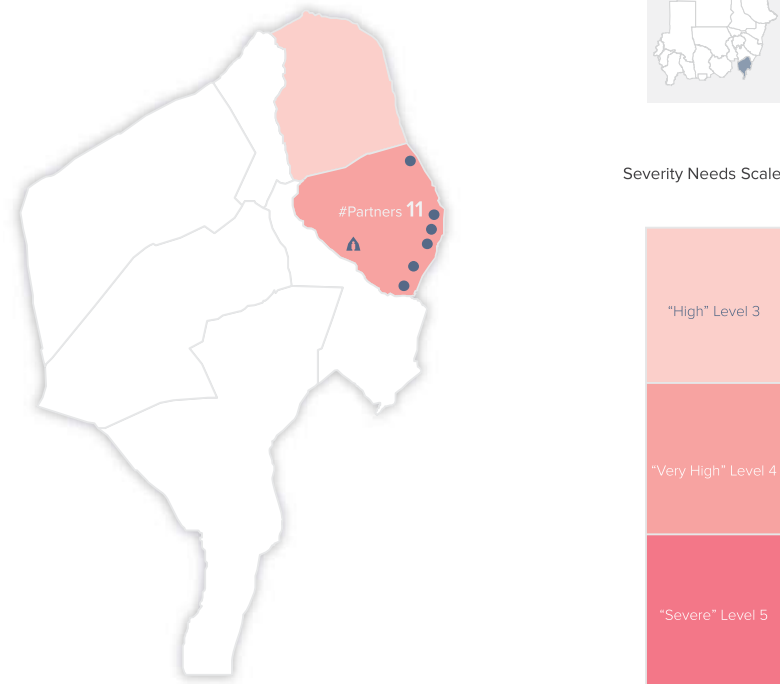 Severity Needs Scale
#Partners 11
“High” Level 3
“Very High” Level 4
“Severe” Level 5